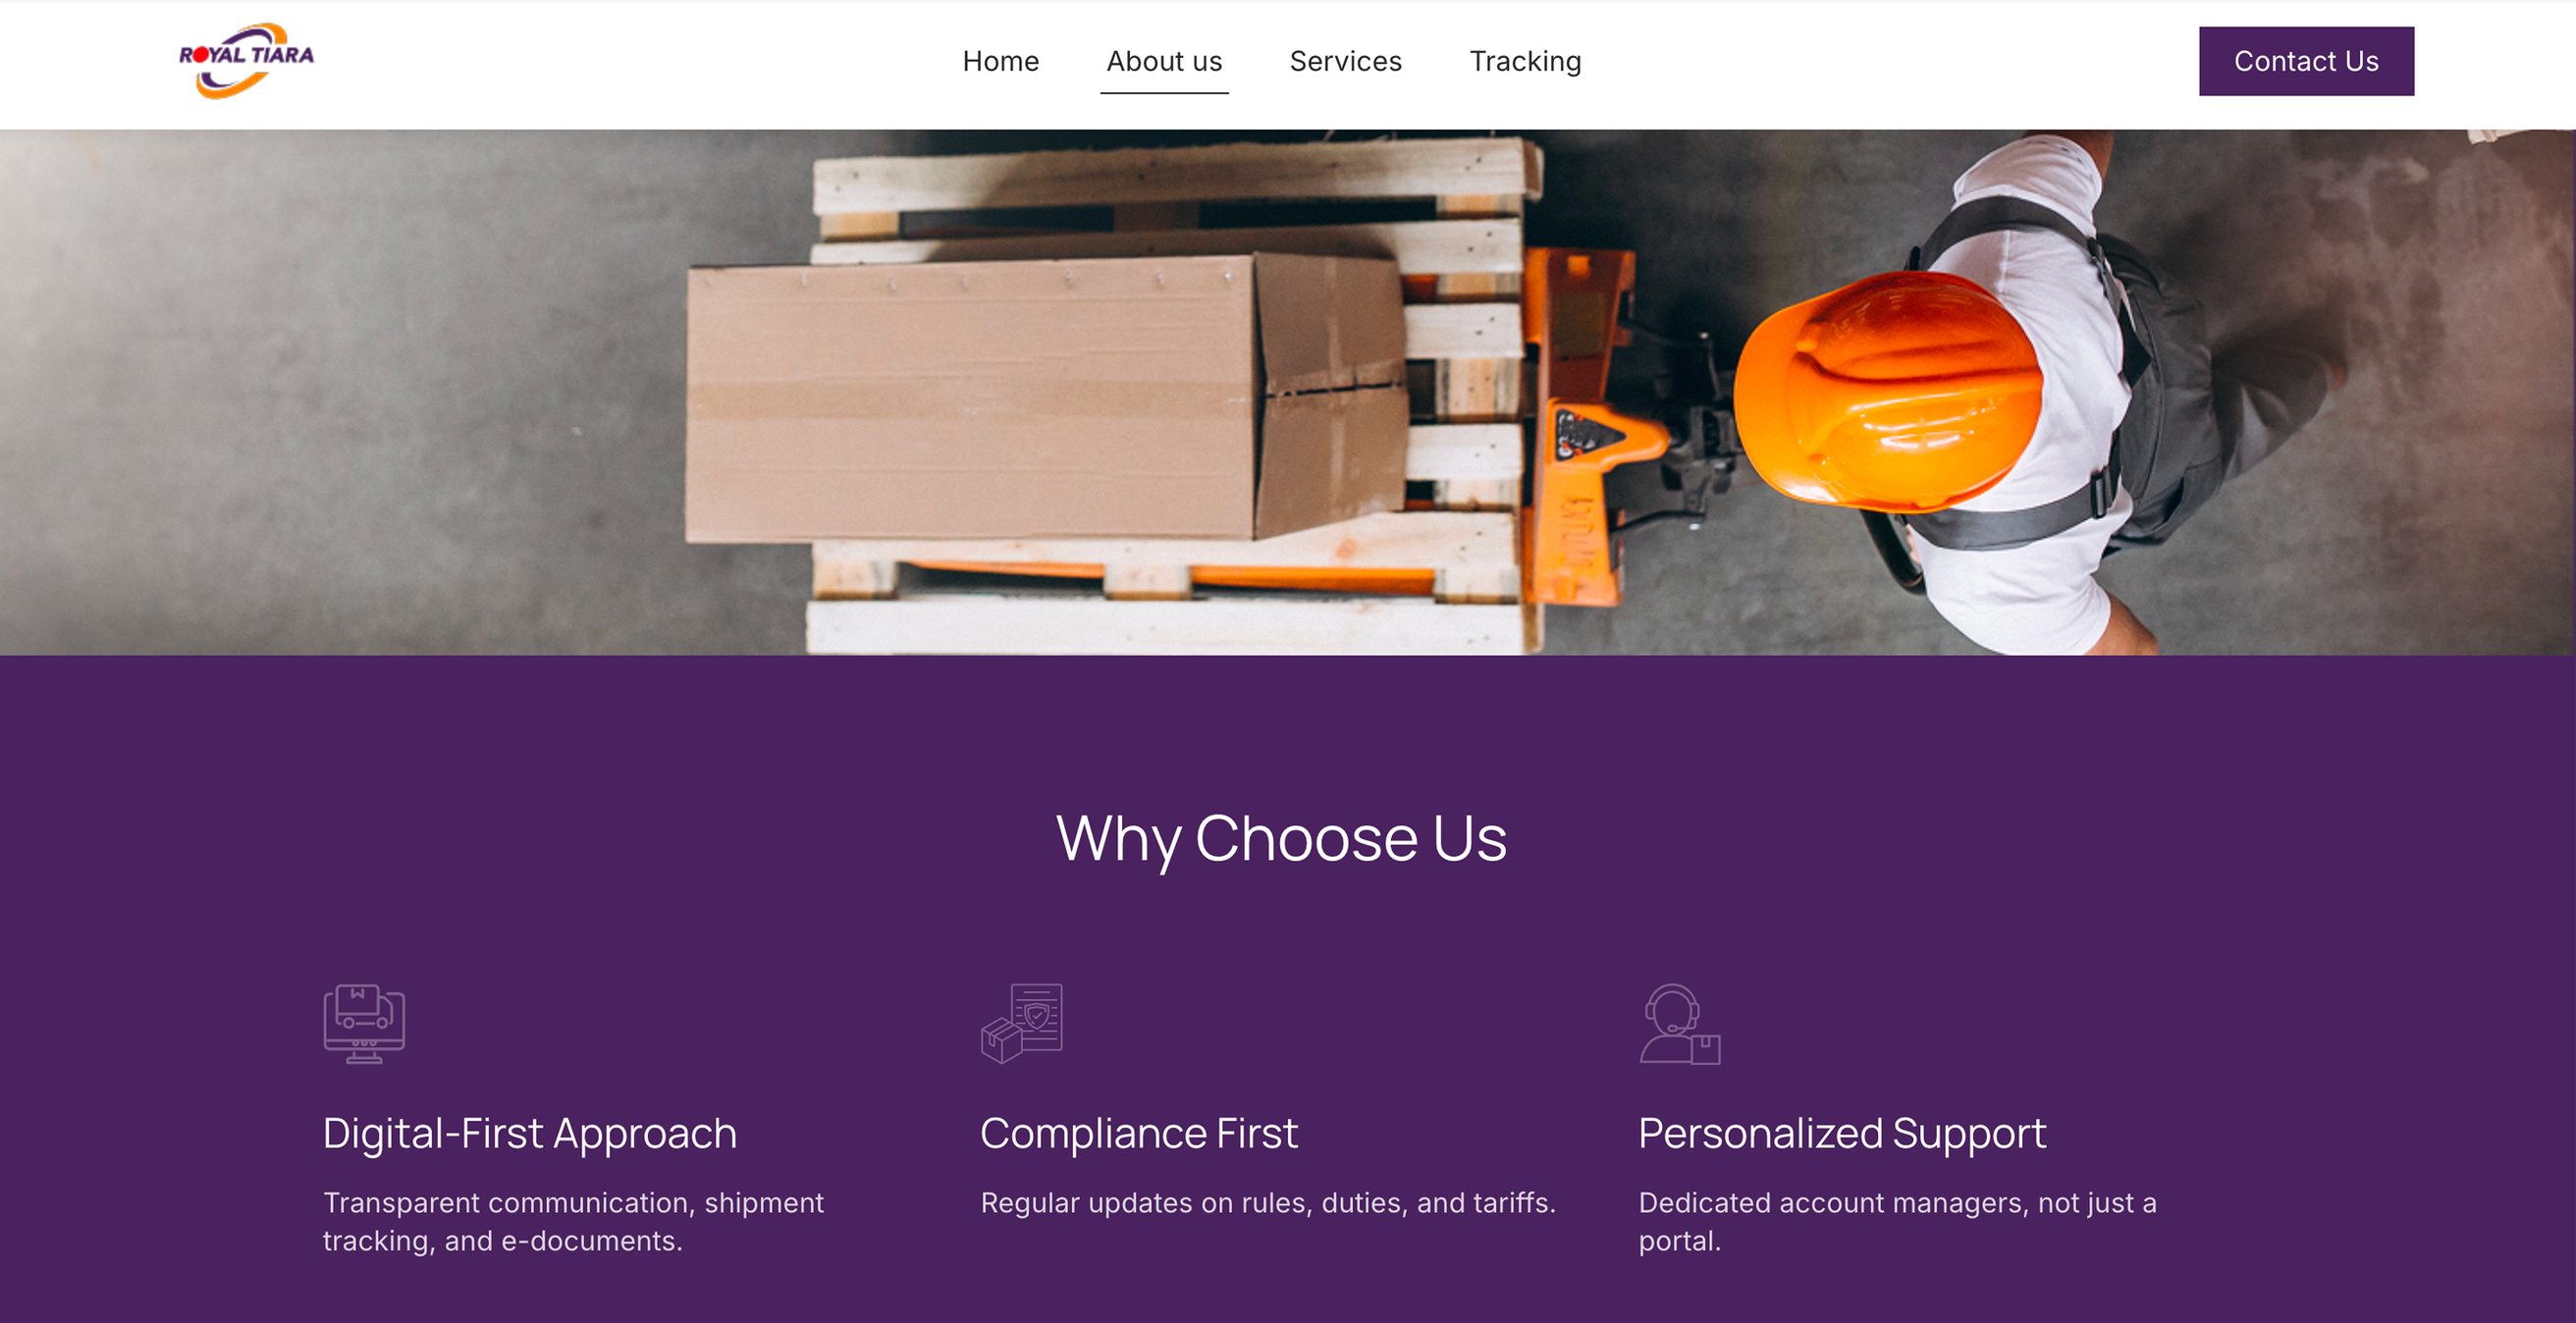 ROYAL TIARA
Home
About us
Services
Tracking
Contact Us
Why Choose Us
Digital-First Approach
Transparent communication, shipment
tracking, and e-documents.
Compliance First
Regular updates on rules, duties, and tariffs.
Personalized Support
Dedicated account managers, not just a
portal.